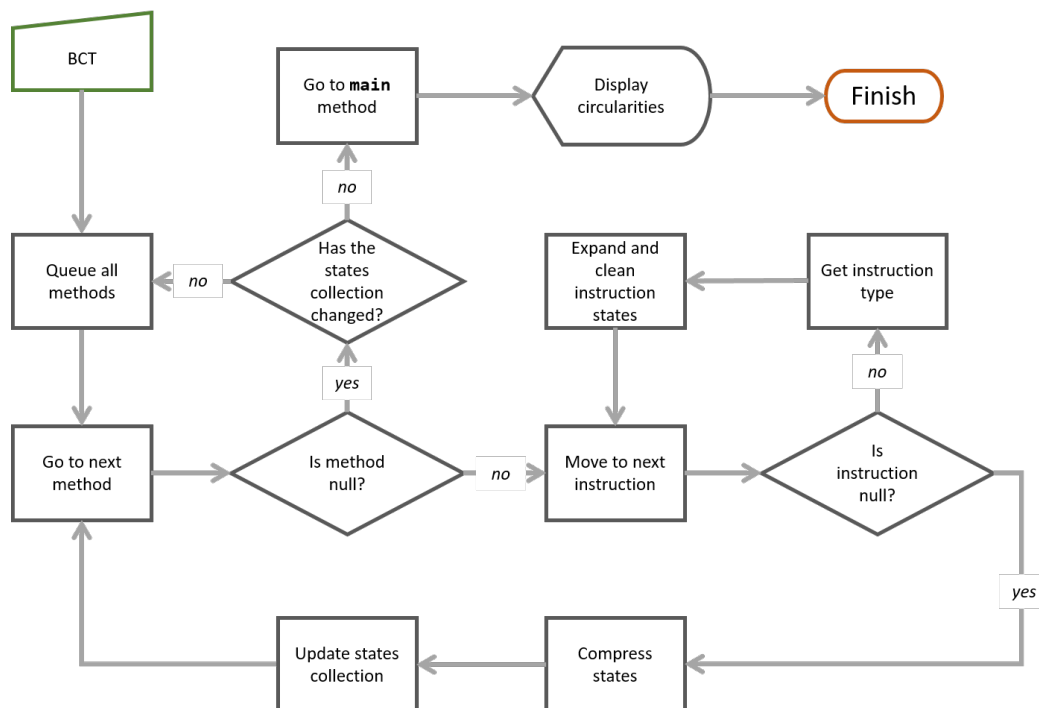 BCT
Go to main
method
Display
circularities
Finish
no
Has the
states
collection
changed?
no
Queue all
methods
Expand and
clean
instruction
states
Get instruction
type
yes
no
Go to next
method
Is method
null?
no
Move to next
instruction
Is
instruction
null?
yes
Update states
collection
Compress
states